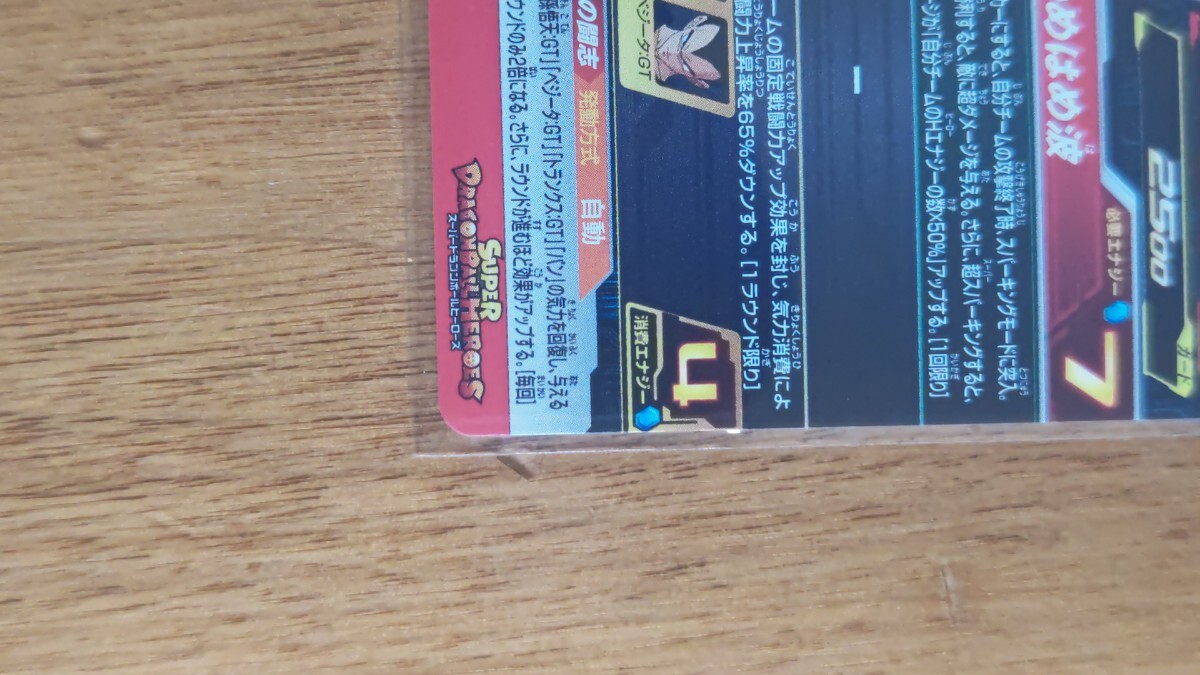 2500
ガード
めはめ波
は
必要エナジー
7
カーにすると、自分チームの攻撃終了時、スパーキングモードに突入。
すると、敵に超ダメージを与える。さらに、超スパーキングすると、
「自分チームのHエナジーの数×50%」アップする。[1回限り]
ー
ームの固定戦闘力アップ効果を封じ、気力消費によ
闘力上昇率を65%ダウンする。[1ラウンド限り]
ベジータ:GT
4
消費エナジー
の闘志
発動方式
自動
孫悟天:GT」「ベジータ:GT」「トランクス:GT」「パン」の気力を回復し、与える
ウンドのみ2倍になる。さらに、ラウンドが進むほど効果がアップする。[毎回]
SUPER
DRAGONBALL HEROES
スーパードラゴンボールヒーローズ